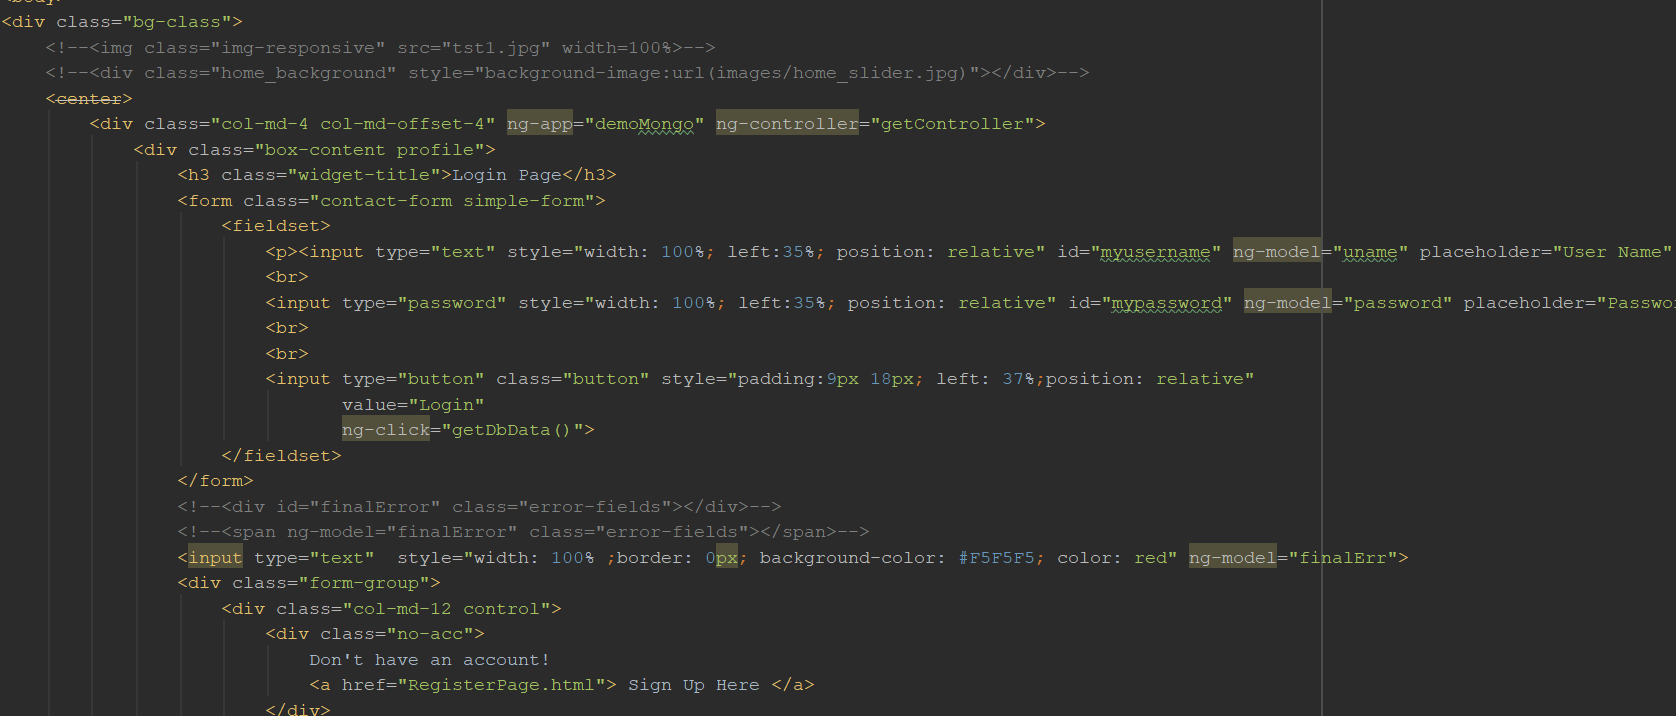 <body>
<div class="bg-class">
<!--<img class="img-responsive" src="tst1.jpg" width=100%>-->
<!--<div class="home_background" style="background-image:url(images/home_slider.jpg)"></div>-->
<center>
<div class="col-md-4 col-md-offset-4" ng-app="demoMongo" ng-controller="getController">
<div class="box-content profile">
<h3 class="widget-title">Login Page</h3>
<form class="contact-form simple-form">
<fieldset>
<p><input type="text" style="width: 100%; left:35%; position: relative" id="myusername" ng-model="uname" placeholder="User Name"
<br>
<input type="password" style="width: 100%; left:35%; position: relative" id="mypassword" ng-model="password" placeholder="Passwo
<br>
<br>
<input type="button" class="button" style="padding:9px 18px; left: 37%;position: relative"
value="Login"
ng-click="getDbData()">
</fieldset>
</form>
<!--<div id="finalError" class="error-fields"></div>-->
<!--<span ng-model="finalError" class="error-fields"></span>-->
<input type="text"  style="width: 100% ;border: 0px; background-color: #F5F5F5; color: red" ng-model="finalErr">
<div class="form-group">
<div class="col-md-12 control">
<div class="no-acc">
Don't have an account!
<a href="RegisterPage.html"> Sign Up Here </a>
</div>